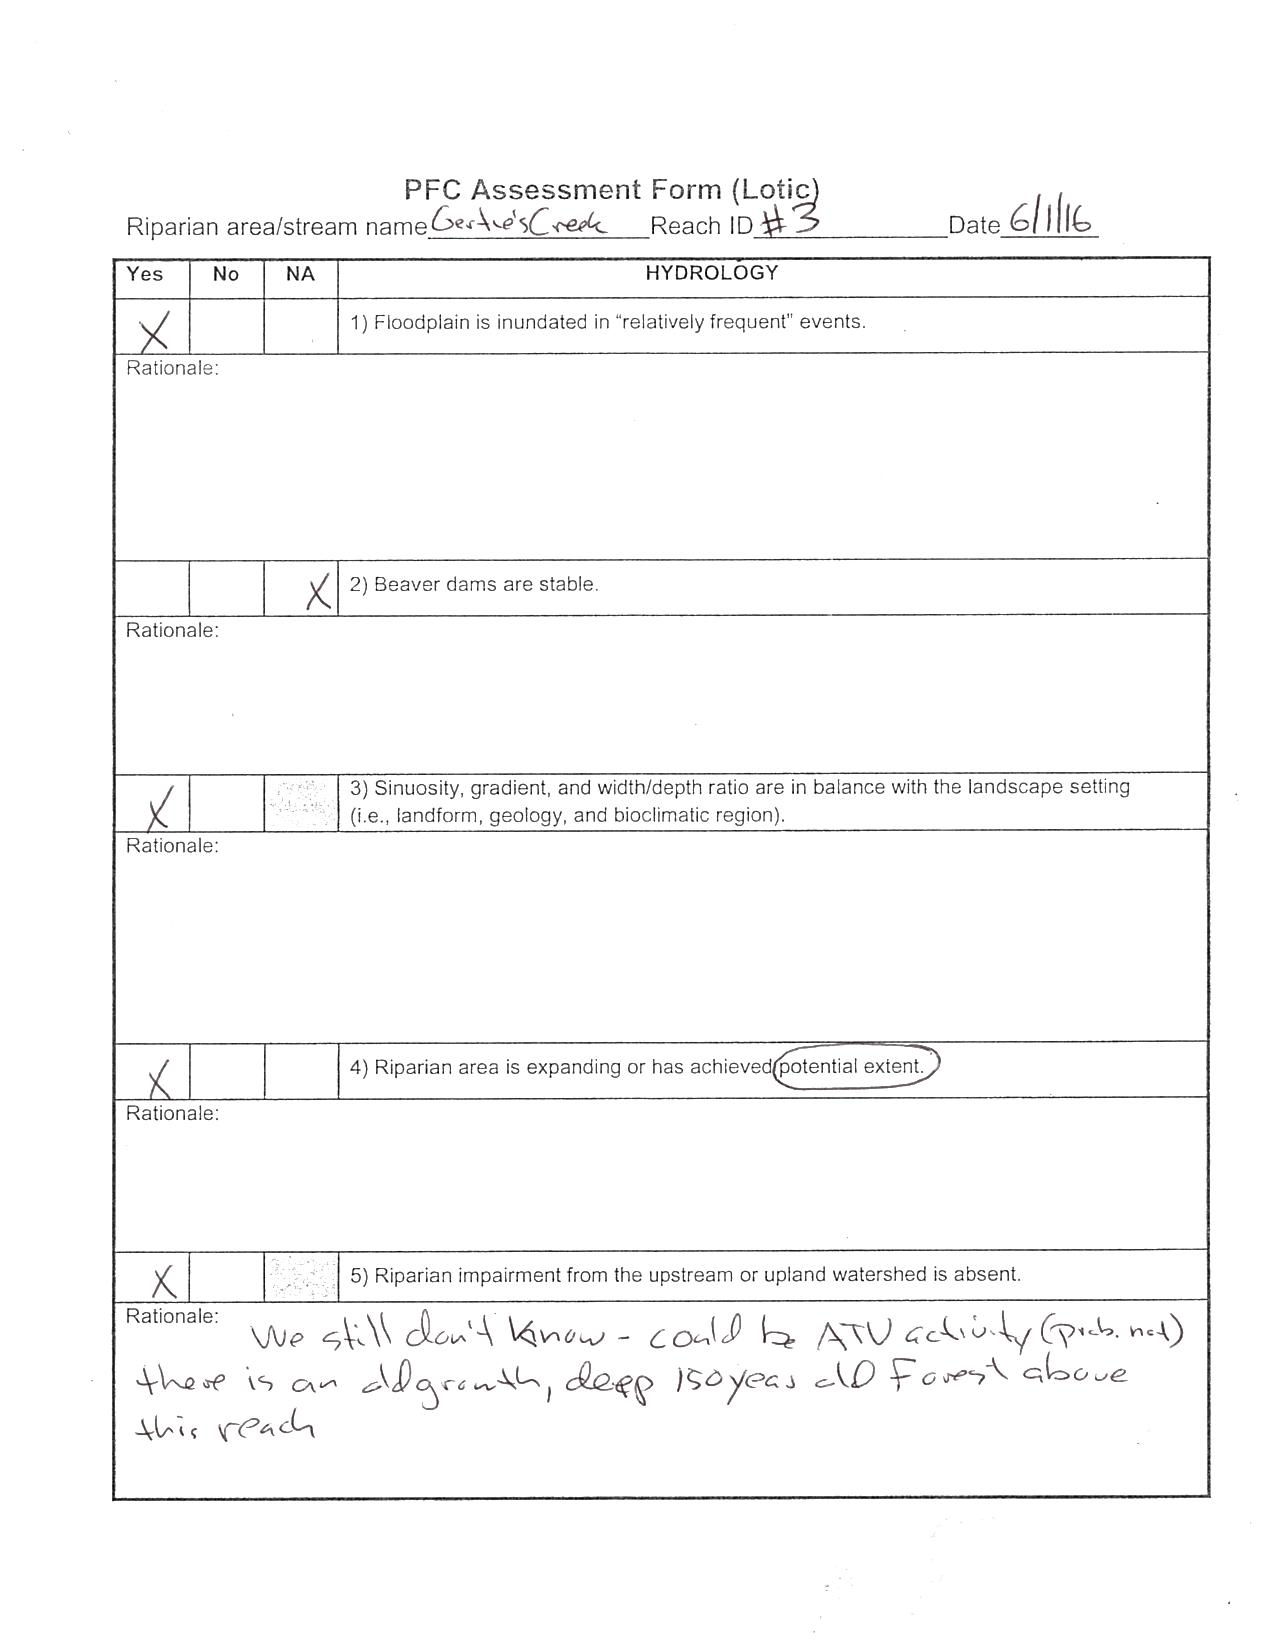 PFC Assessment Form (Lotic)
Riparian area/stream name Gertie's Creek Reach ID #3 Date 6/1/16
Yes No NA HYDROLOGY
X 1) Floodplain is inundated in “relatively frequent” events.
Rationale:
X 2) Beaver dams are stable.
Rationale:
X 3) Sinuosity, gradient, and width/depth ratio are in balance with the landscape setting
(i.e., landform, geology, and bioclimatic region).
Rationale:
X 4) Riparian area is expanding or has achieved potential extent.
Rationale:
X 5) Riparian impairment from the upstream or upland watershed is absent.
Rationale: We still don't know - could be ATV activity (prob. not)
there is an old growth, deep 150 year old Forest above
this reach